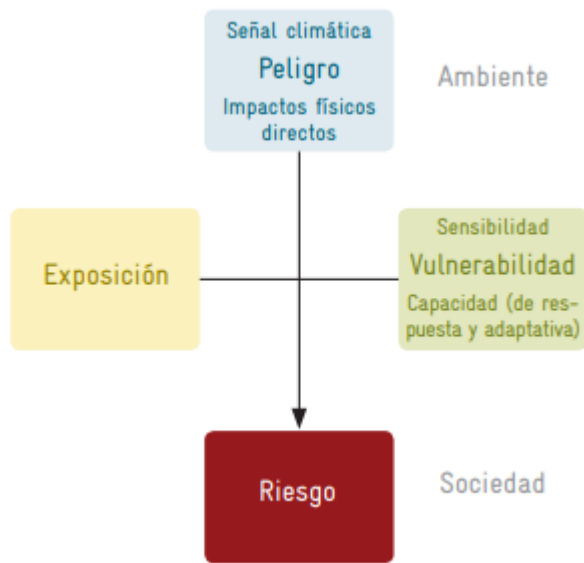 Señal climática
Peligro
Impactos físicos
directos
Ambiente
Exposición
Sensibilidad
Vulnerabilidad
Capacidad (de res-
puesta y adaptativa)
Riesgo
Sociedad